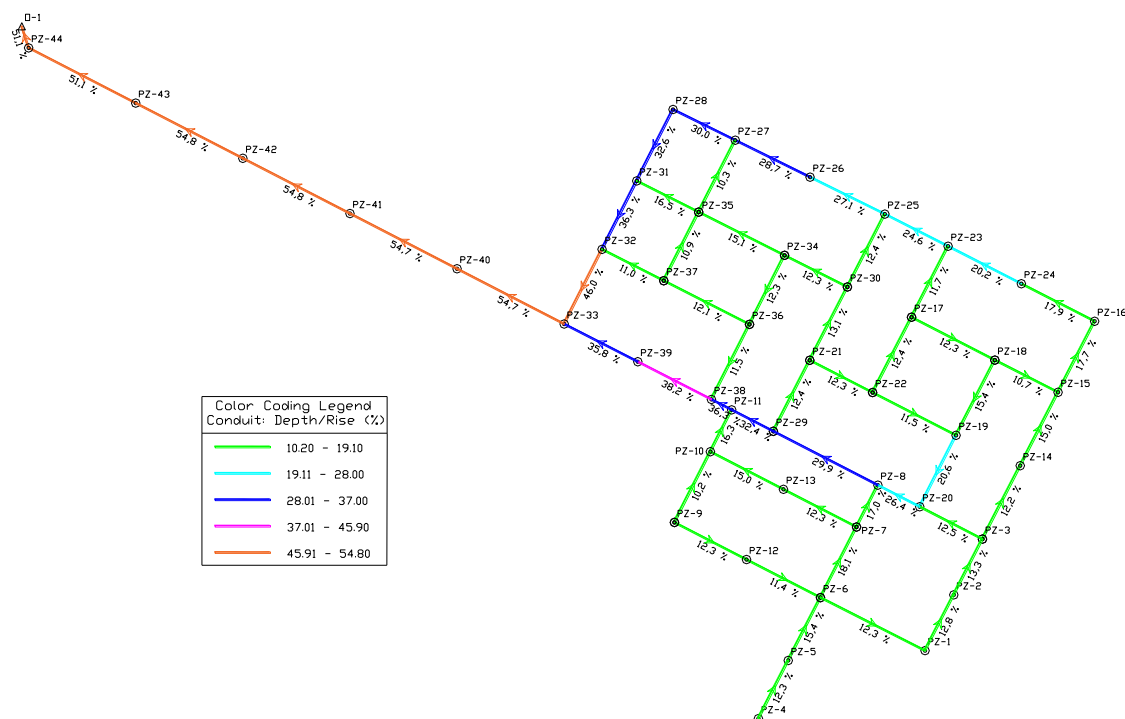 O-1
51,1 %
PZ-44
51,1 %
PZ-43
54,8 %
PZ-42
54,8 %
PZ-41
54,7 %
PZ-40
54,7 %
PZ-33
PZ-28
30,0 %
PZ-27
28,7 %
PZ-26
27,1 %
PZ-25
24,6 %
PZ-23
20,2 %
PZ-24
17,9 %
PZ-16
32,6 %
PZ-31
16,5 %
10,3 %
PZ-35
15,1 %
PZ-34
12,3 %
PZ-30
12,4 %
36,3 %
PZ-32
11,0 %
10,9 %
PZ-37
12,1 %
12,3 %
PZ-36
46,0 %
11,5 %
13,1 %
11,7 %
PZ-17
12,3 %
PZ-18
10,7 %
PZ-15
17,7 %
35,8 %
PZ-39
38,2 %
PZ-38
36,3 %
PZ-11
32,4 %
PZ-29
12,4 %
PZ-21
12,3 %
PZ-22
12,4 %
11,5 %
PZ-19
15,4 %
15,0 %
PZ-14
16,3 %
PZ-10
15,0 %
PZ-13
12,3 %
PZ-7
29,9 %
PZ-8
26,4 %
PZ-20
20,6 %
12,5 %
PZ-3
12,2 %
10,2 %
PZ-9
12,3 %
PZ-12
11,4 %
PZ-6
17,0 %
18,1 %
12,3 %
PZ-1
12,8 %
PZ-2
13,3 %
15,4 %
PZ-5
12,3 %
PZ-4
Color Coding Legend
Conduit: Depth/Rise (%)
10.20 - 19.10
19.11 - 28.00
28.01 - 37.00
37.01 - 45.90
45.91 - 54.80